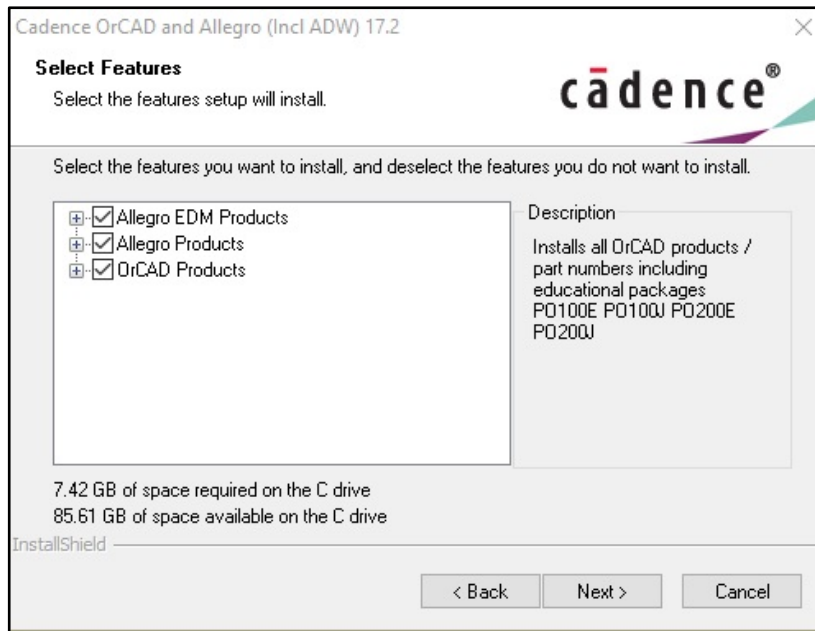 Cadence OrCAD and Allegro (Incl ADW) 17.2
Select Features
Select the features setup will install.
cādence®
Select the features you want to install, and deselect the features you do not want to install.
Allegro EDM Products
Allegro Products
OrCAD Products
Description
Installs all OrCAD products /
part numbers including
educational packages
PO100E PO100J PO200E
PO200J
7.42 GB of space required on the C drive
85.61 GB of space available on the C drive
InstallShield
< Back
Next >
Cancel